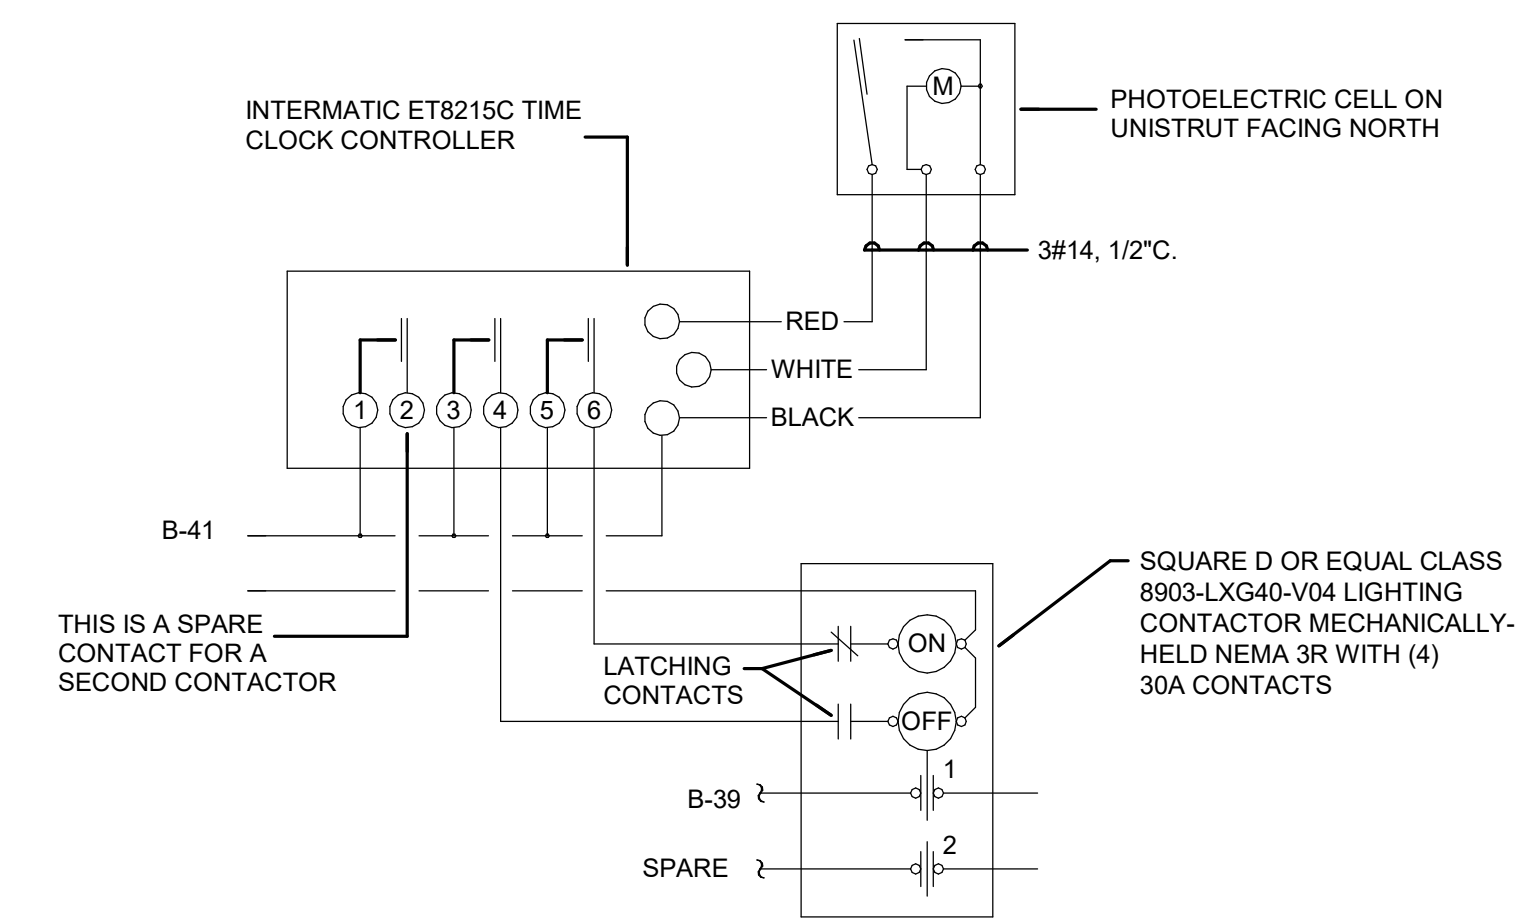 INTERMATIC ET8215C TIME
CLOCK CONTROLLER
M
PHOTOELECTRIC CELL ON
UNISTRUT FACING NORTH
3#14, 1/2"C.
RED
WHITE
BLACK
1 2 3 4 5 6
B-41
THIS IS A SPARE
CONTACT FOR A
SECOND CONTACTOR
LATCHING
CONTACTS
ON
OFF
SQUARE D OR EQUAL CLASS
8903-LXG40-V04 LIGHTING
CONTACTOR MECHANICALLY-
HELD NEMA 3R WITH (4)
30A CONTACTS
1
B-39
2
SPARE